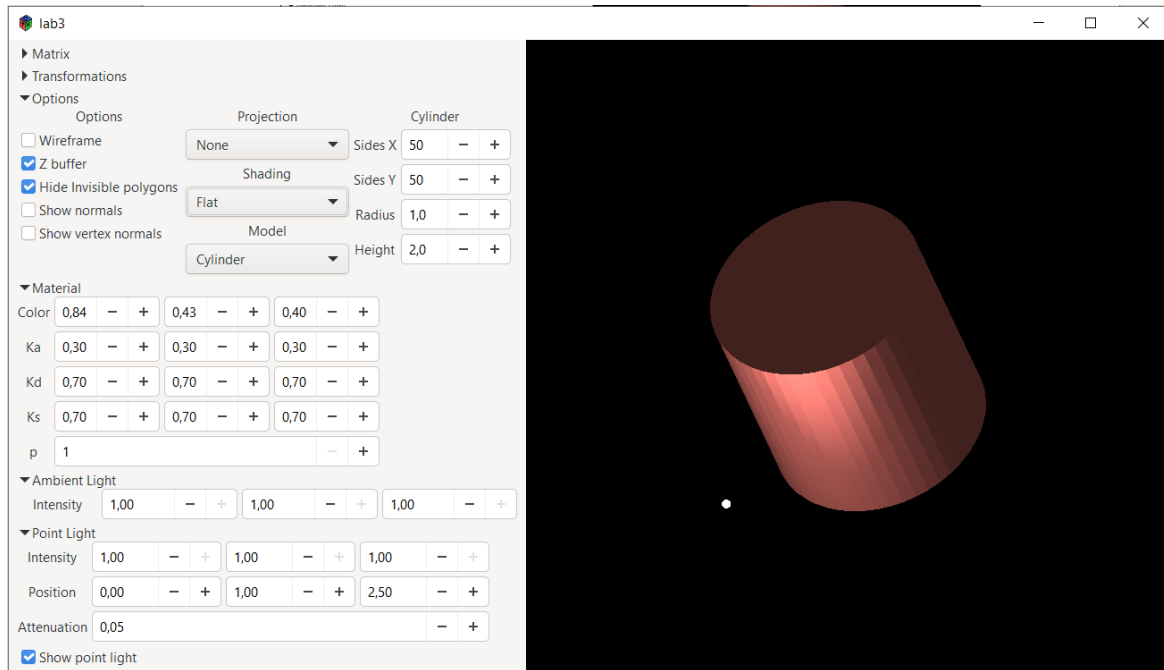 lab3
Matrix
Transformations
Options
Options Projection Cylinder
Wireframe
None
Sides X 50 − +
Z buffer
Shading
Sides Y 50 − +
Hide Invisible polygons
Flat
Show normals
Radius 1,0 − +
Show vertex normals
Model
Height 2,0 − +
Cylinder
Material
Color 0,84 − + 0,43 − + 0,40 − +
Ka 0,30 − + 0,30 − + 0,30 − +
Kd 0,70 − + 0,70 − + 0,70 − +
Ks 0,70 − + 0,70 − + 0,70 − +
p 1 − +
Ambient Light
Intensity 1,00 − + 1,00 − + 1,00 − +
Point Light
Intensity 1,00 − + 1,00 − + 1,00 − +
Position 0,00 − + 1,00 − + 2,50 − +
Attenuation 0,05 − +
Show point light